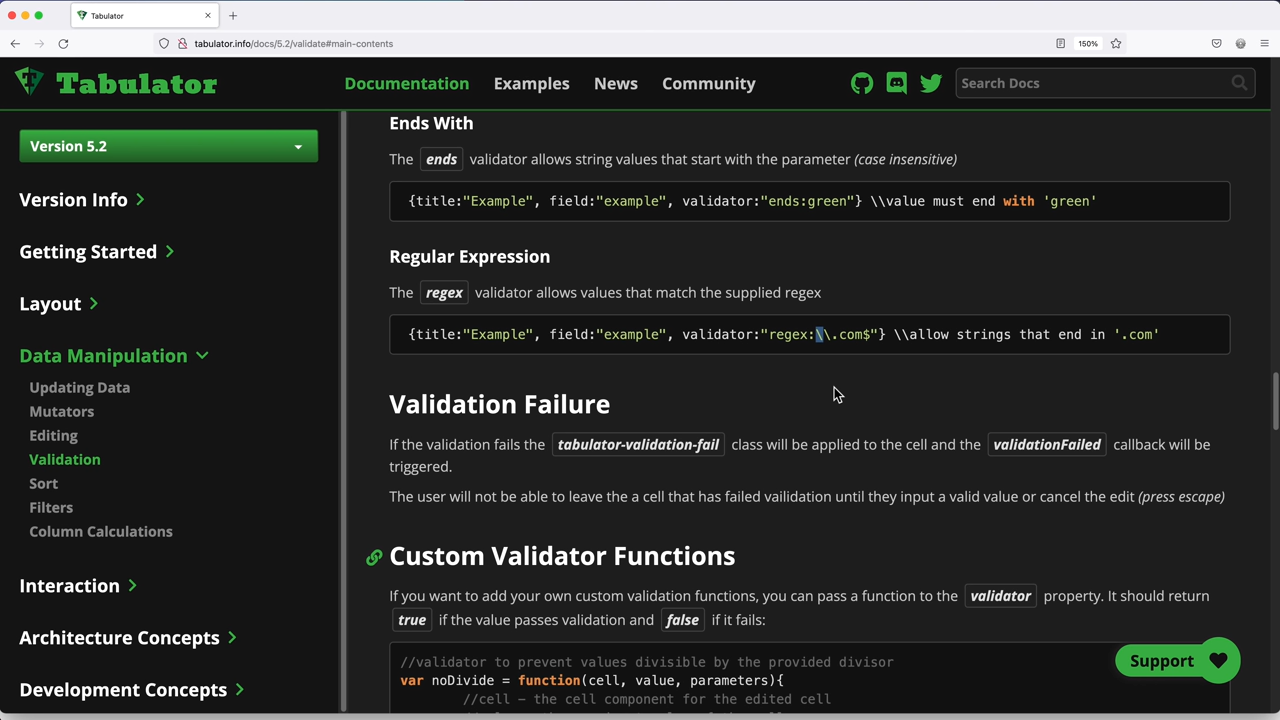 Tabulator
tabulator.info/docs/5.2/validate#main-contents
150%
Tabulator
Documentation
Examples
News
Community
Search Docs
Version 5.2
Version Info
Getting Started
Layout
Data Manipulation
Updating Data
Mutators
Editing
Validation
Sort
Filters
Column Calculations
Interaction
Architecture Concepts
Development Concepts
Ends With
The ends validator allows string values that start with the parameter (case insensitive)
{title:"Example", field:"example", validator:"ends:green"} \\value must end with 'green'
Regular Expression
The regex validator allows values that match the supplied regex
{title:"Example", field:"example", validator:"regex:\\.com$"} \\allow strings that end in '.com'
Validation Failure
If the validation fails the tabulator-validation-fail class will be applied to the cell and the validationFailed callback will be
triggered.
The user will not be able to leave the a cell that has failed vailidation until they input a valid value or cancel the edit (press escape)
Custom Validator Functions
If you want to add your own custom validation functions, you can pass a function to the validator property. It should return
true if the value passes validation and false if it fails:
//validator to prevent values divisible by the provided divisor
var noDivide = function(cell, value, parameters){
//cell - the cell component for the edited cell
Support